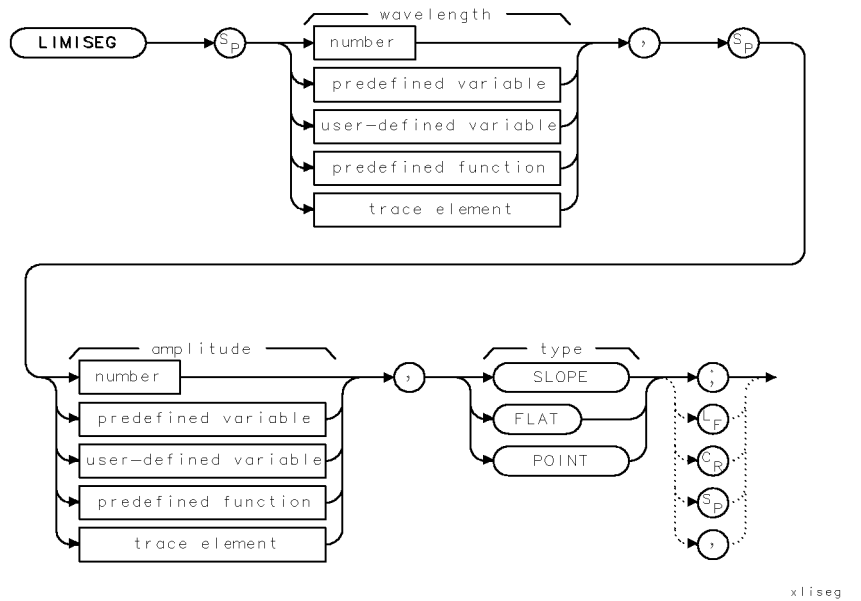 wavelength
LIMISEG SP number , SP
predefined variable
user-defined variable
predefined function
trace element
amplitude type
number , SLOPE ;
predefined variable FLAT LF
user-defined variable POINT CR
predefined function SP
trace element ,
xliseg